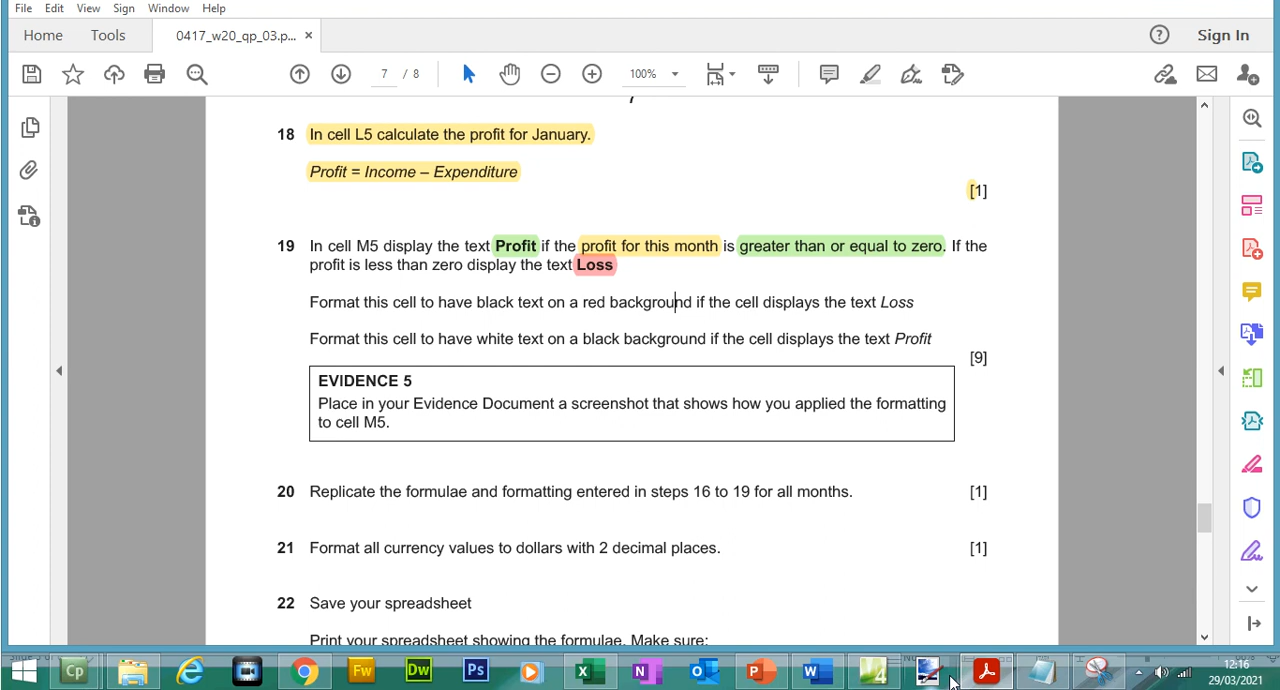 File Edit View Sign Window Help
Home Tools 0417_w20_qp_03.p... × ? Sign In
7 / 8 100%
18 In cell L5 calculate the profit for January.
Profit = Income – Expenditure
[1]
19 In cell M5 display the text Profit if the profit for this month is greater than or equal to zero. If the
profit is less than zero display the text Loss
Format this cell to have black text on a red background if the cell displays the text Loss
Format this cell to have white text on a black background if the cell displays the text Profit
[9]
EVIDENCE 5
Place in your Evidence Document a screenshot that shows how you applied the formatting
to cell M5.
20 Replicate the formulae and formatting entered in steps 16 to 19 for all months. [1]
21 Format all currency values to dollars with 2 decimal places. [1]
22 Save your spreadsheet
Print your spreadsheet showing the formulae. Make sure:
Cp Fw Dw Ps X N O P W 4
12:16
29/03/2021